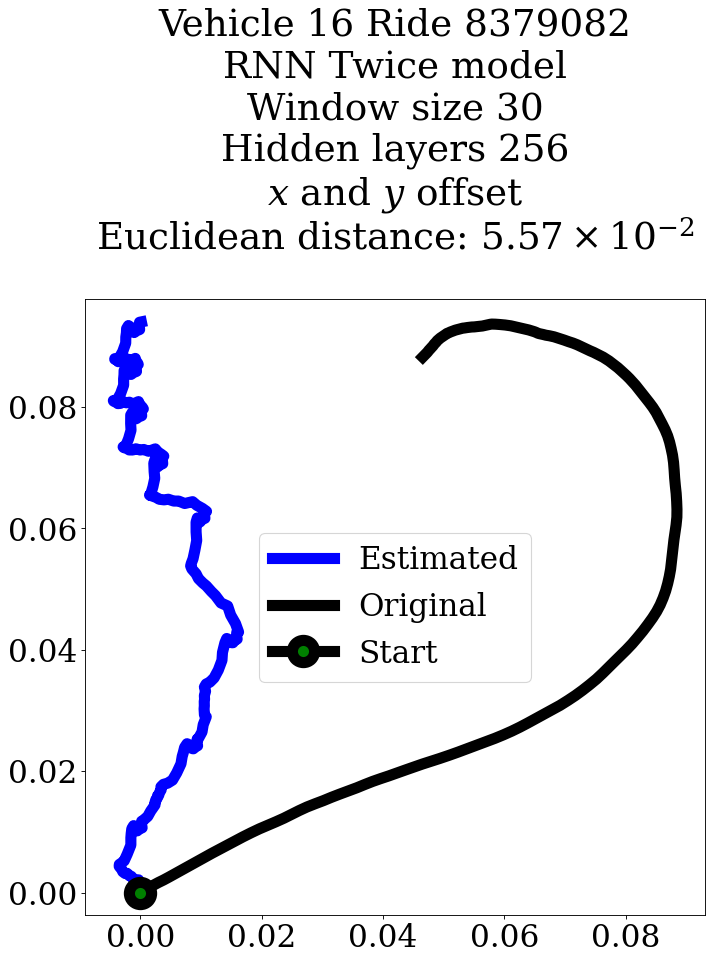 Vehicle 16 Ride 8379082
RNN Twice model
Window size 30
Hidden layers 256
x and y offset
Euclidean distance: 5.57 × 10⁻²
0.08
0.06
0.04
0.02
0.00
Estimated
Original
Start
0.00 0.02 0.04 0.06 0.08